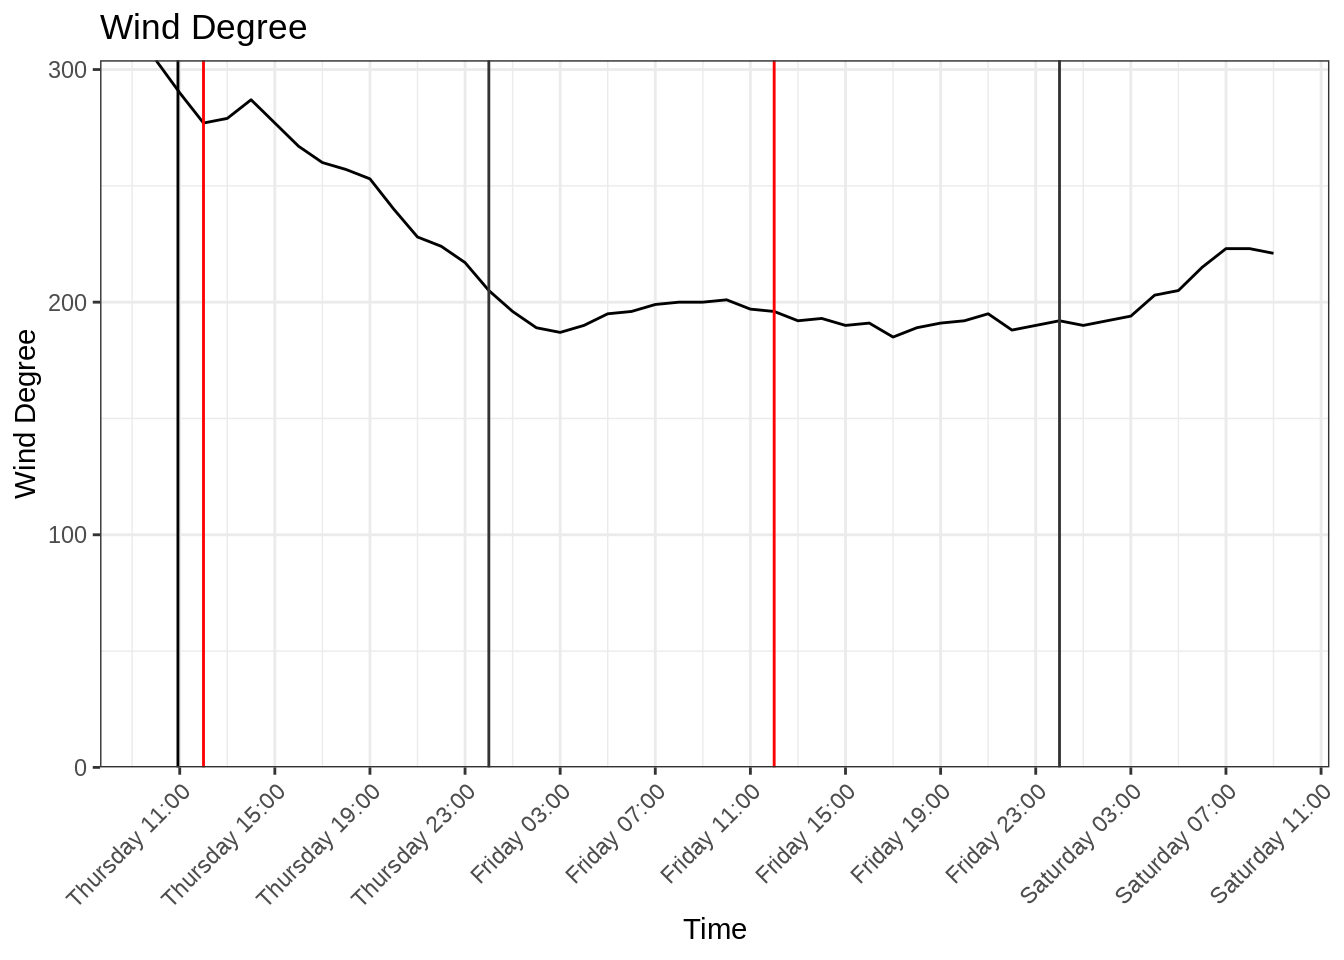 Wind Degree
300
200
100
0
Wind Degree
Thursday 11:00
Thursday 15:00
Thursday 19:00
Thursday 23:00
Friday 03:00
Friday 07:00
Friday 11:00
Friday 15:00
Friday 19:00
Friday 23:00
Saturday 03:00
Saturday 07:00
Saturday 11:00
Time